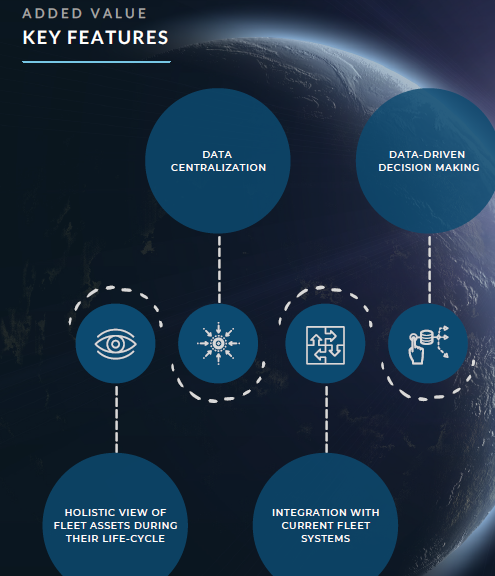 ADDED VALUE
KEY FEATURES
DATA
CENTRALIZATION
DATA-DRIVEN
DECISION MAKING
HOLISTIC VIEW OF
FLEET ASSETS DURING
THEIR LIFE-CYCLE
INTEGRATION WITH
CURRENT FLEET
SYSTEMS